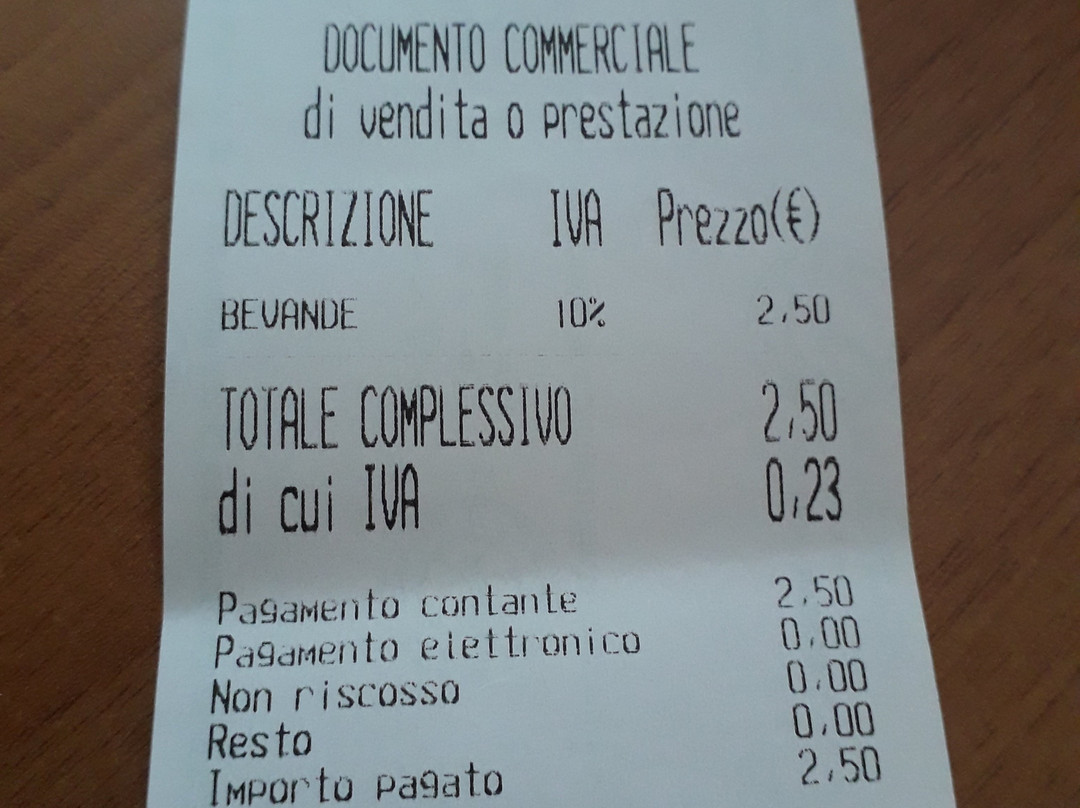 DOCUMENTO COMMERCIALE
di vendita o prestazione
DESCRIZIONE IVA Prezzo(€)
BEVANDE 10% 2,50
TOTALE COMPLESSIVO 2,50
di cui IVA 0,23
Pagamento contante 2,50
Pagamento elettronico 0,00
Non riscosso 0,00
Resto 0,00
Importo pagato 2,50